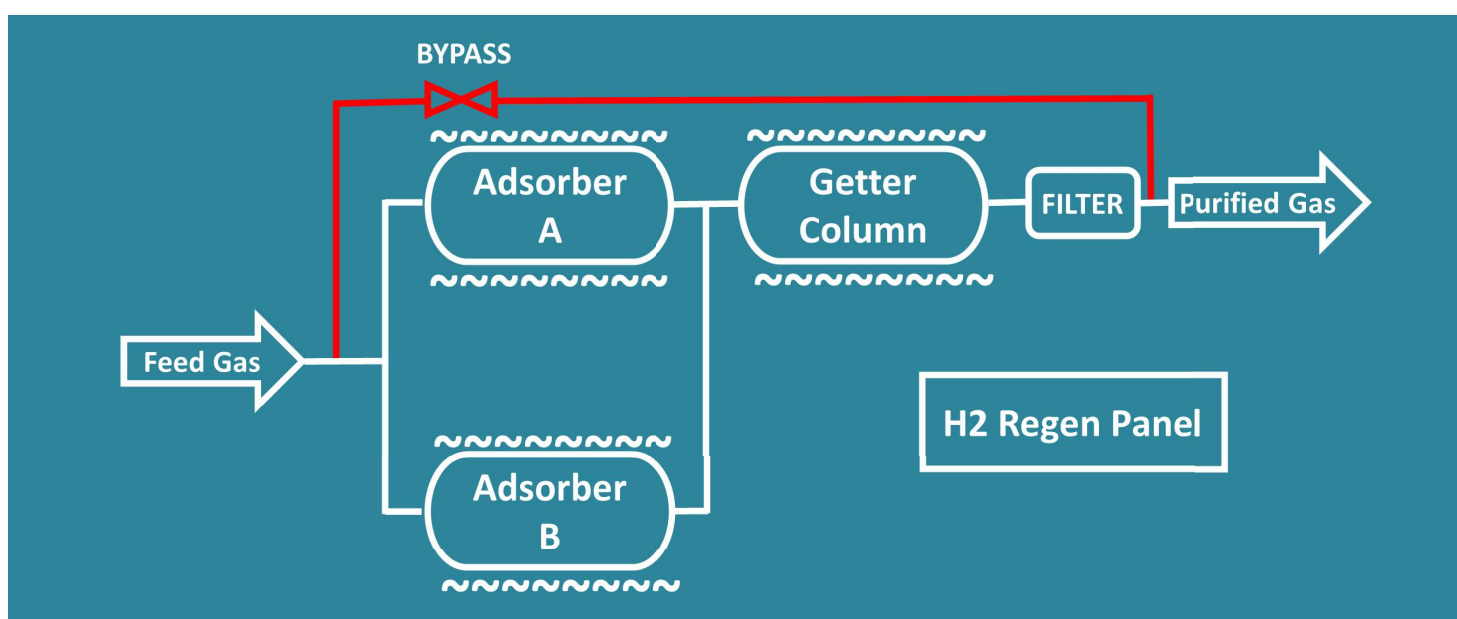 BYPASS
Adsorber
A
Getter
Column
FILTER
Purified Gas
Feed Gas
H2 Regen Panel
Adsorber
B